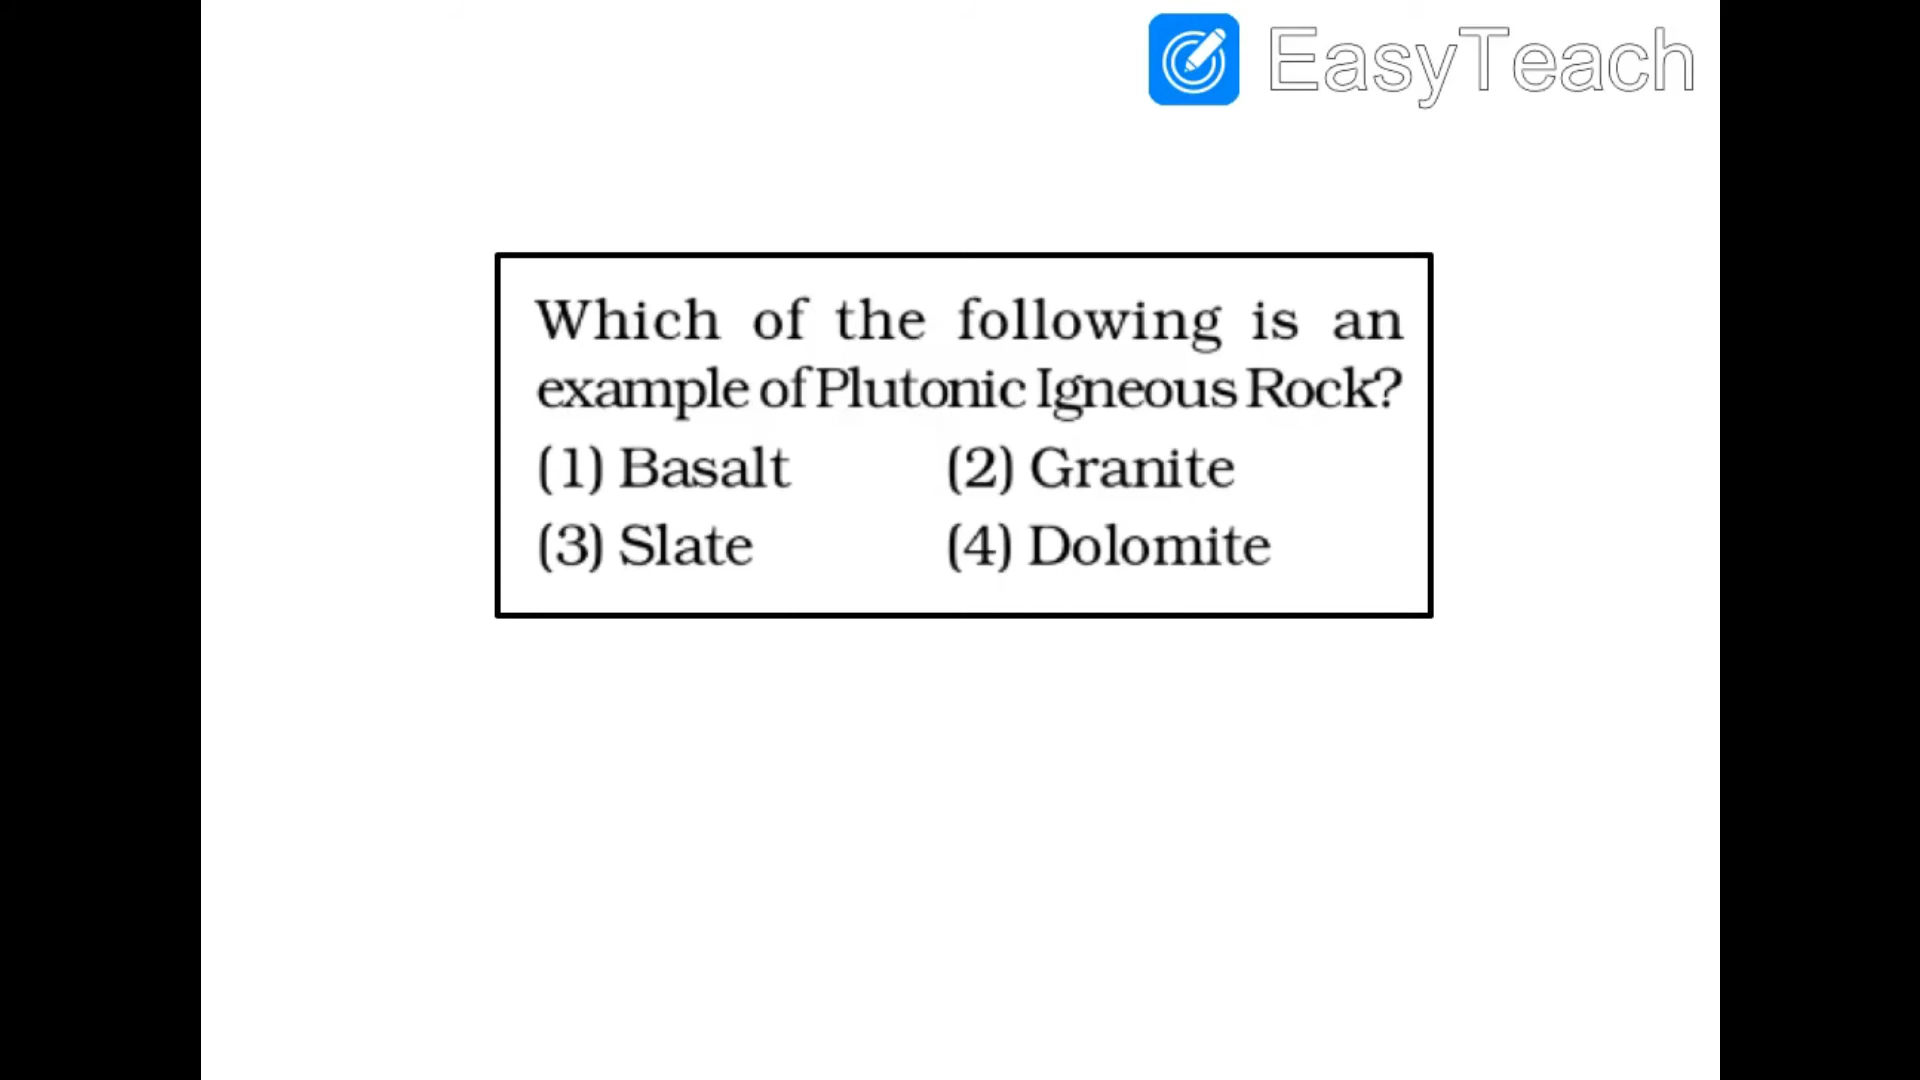 EasyTeach
Which of the following is an
example of Plutonic Igneous Rock?
(1) Basalt (2) Granite
(3) Slate (4) Dolomite